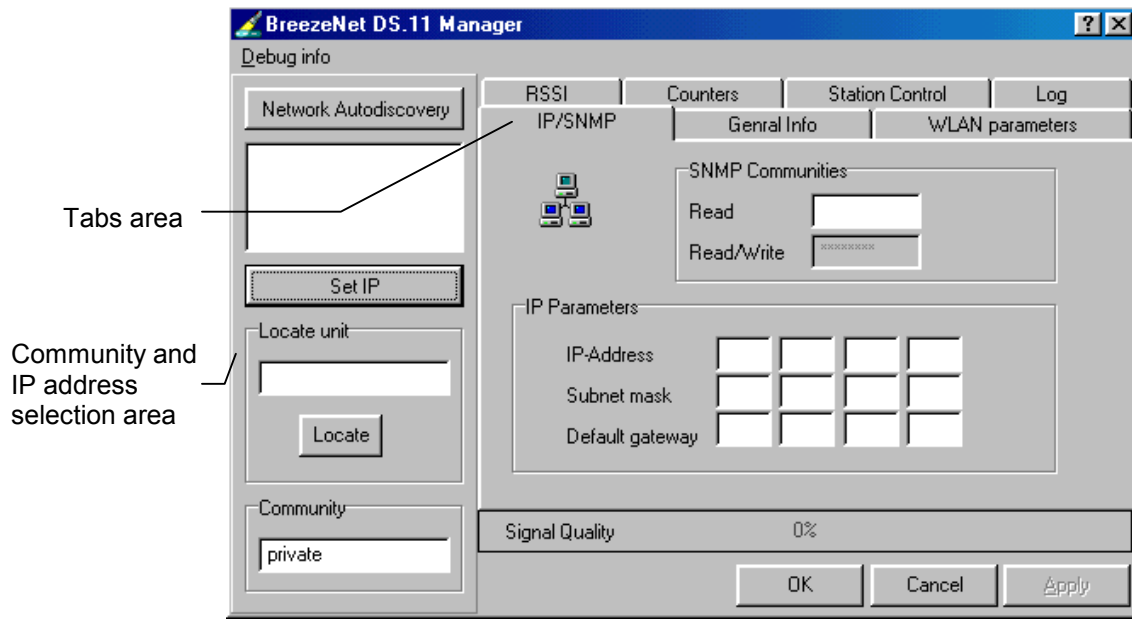 BreezeNet DS.11 Manager
Debug info
Network Autodiscovery
Set IP
Locate unit
Locate
Community
private
RSSI
Counters
Station Control
Log
IP/SNMP
Genral Info
WLAN parameters
SNMP Communities
Read
Read/Write
********
IP Parameters
IP-Address
Subnet mask
Default gateway
Signal Quality
0%
OK
Cancel
Apply
Tabs area
Community and
IP address
selection area